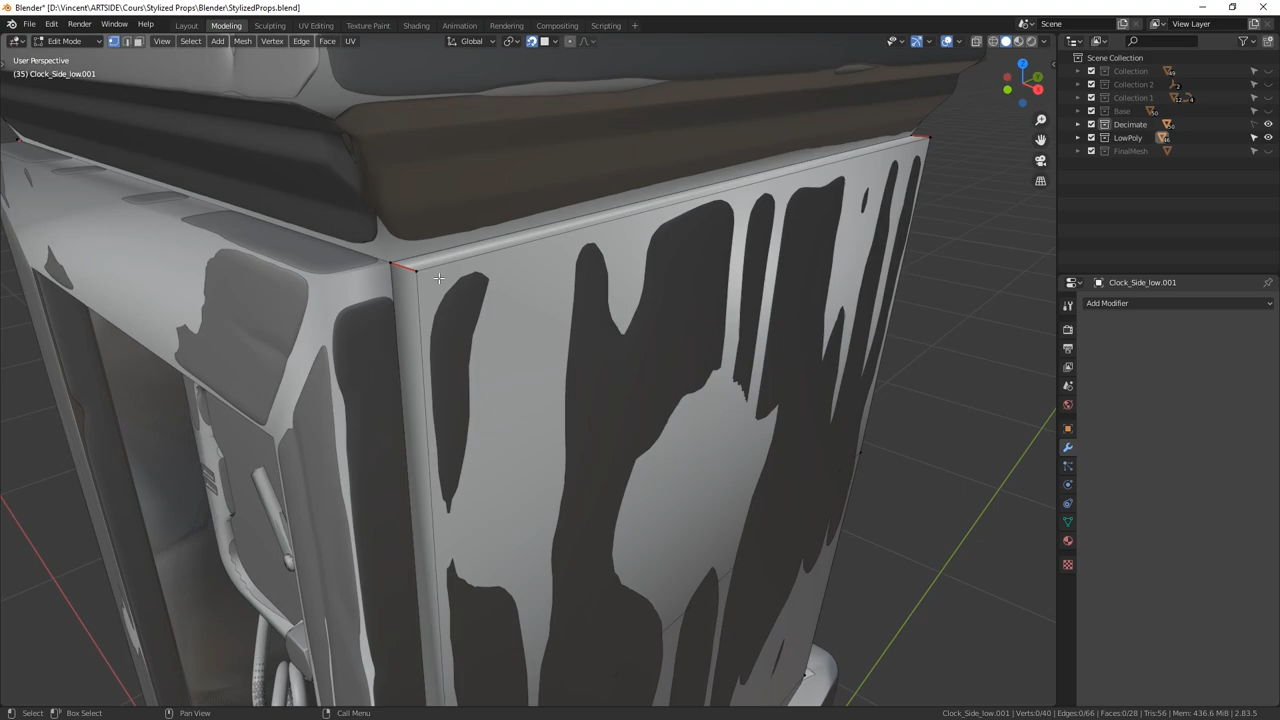 Blender* [D:\Vincent\ARTSIDE\Cours\Stylized Props\Blender\StylizedProps.blend]
File Edit Render Window Help Layout Modeling Sculpting UV Editing Texture Paint Shading Animation Rendering Compositing Scripting + Scene View Layer
Edit Mode View Select Add Mesh Vertex Edge Face UV Global
User Perspective
(35) Clock_Side_low.001
Scene Collection
Collection
Collection 2
Collection 1
Base
Decimate
LowPoly
FinalMesh
Clock_Side_low.001
Add Modifier
Select Box Select Pan View Call Menu Clock_Side_low.001 | Verts:0/40 | Edges:0/66 | Faces:0/28 | Tris:56 | Mem: 436.6 MiB | 2.83.5